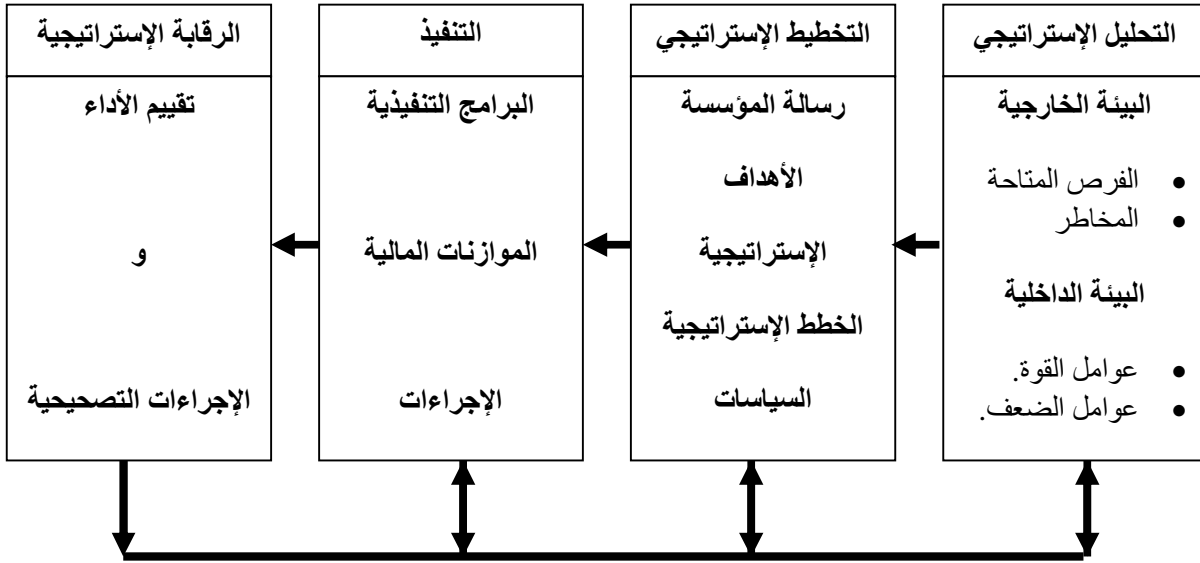 التحليل الإستراتيجي
البيئة الخارجية
• الفرص المتاحة
• المخاطر
البيئة الداخلية
• عوامل القوة.
• عوامل الضعف.
التخطيط الإستراتيجي
رسالة المؤسسة
الأهداف
الإستراتيجية
الخطط الإستراتيجية
السياسات
التنفيذ
البرامج التنفيذية
الموازنات المالية
الإجراءات
الرقابة الإستراتيجية
تقييم الأداء
و
الإجراءات التصحيحية